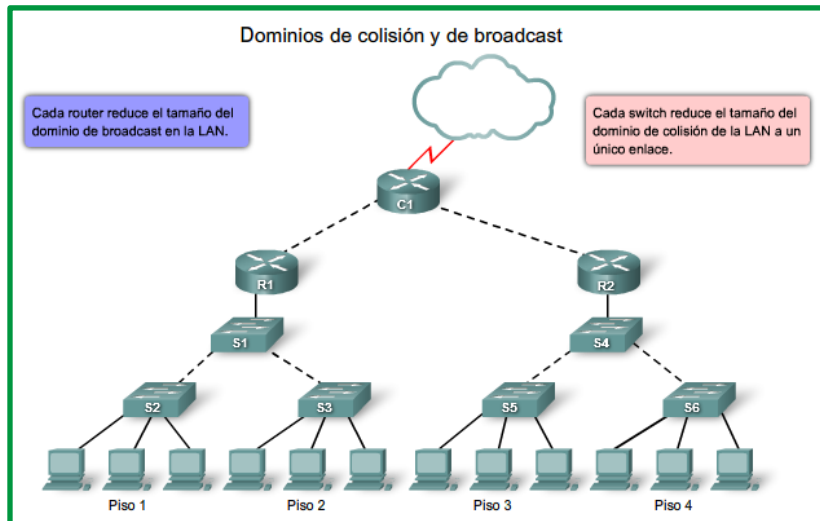 Dominios de colisión y de broadcast
Cada router reduce el tamaño del
dominio de broadcast en la LAN.
Cada switch reduce el tamaño del
dominio de colisión de la LAN a un
único enlace.
C1
R1
R2
S1
S4
S2
S3
S5
S6
Piso 1
Piso 2
Piso 3
Piso 4